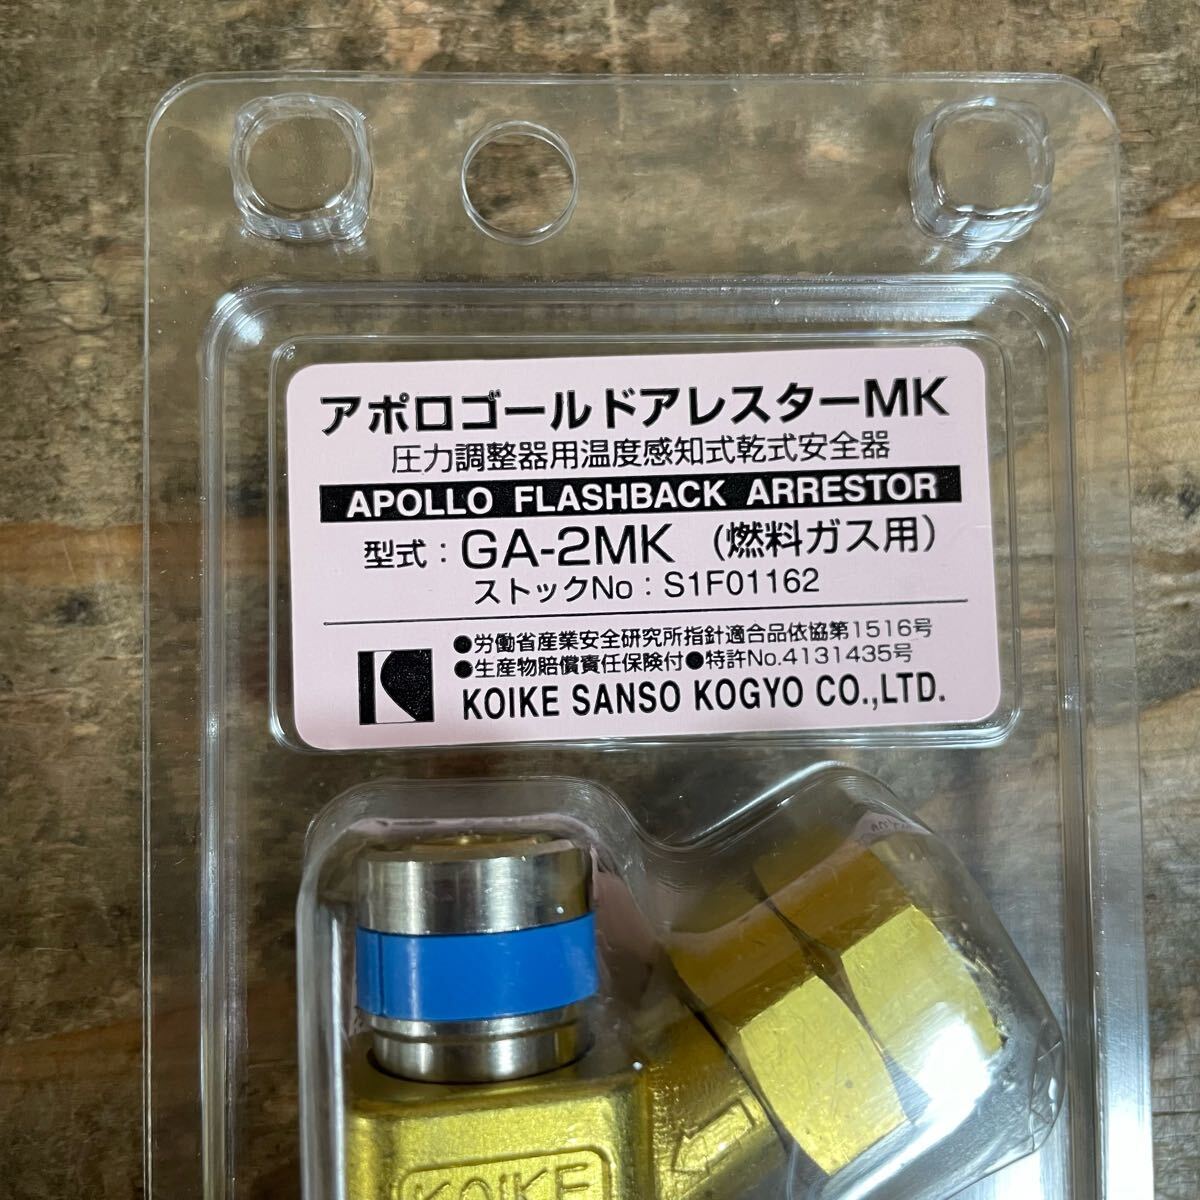 アポロゴールドアレスターMK
圧力調整器用温度感知式乾式安全器
APOLLO FLASHBACK ARRESTOR
型式：GA-2MK （燃料ガス用）
ストックNo：S1F01162
●労働省産業安全研究所指針適合品依協第1516号
●生産物賠償責任保険付●特許No.4131435号
KOIKE SANSO KOGYO CO.,LTD.
KOIKE